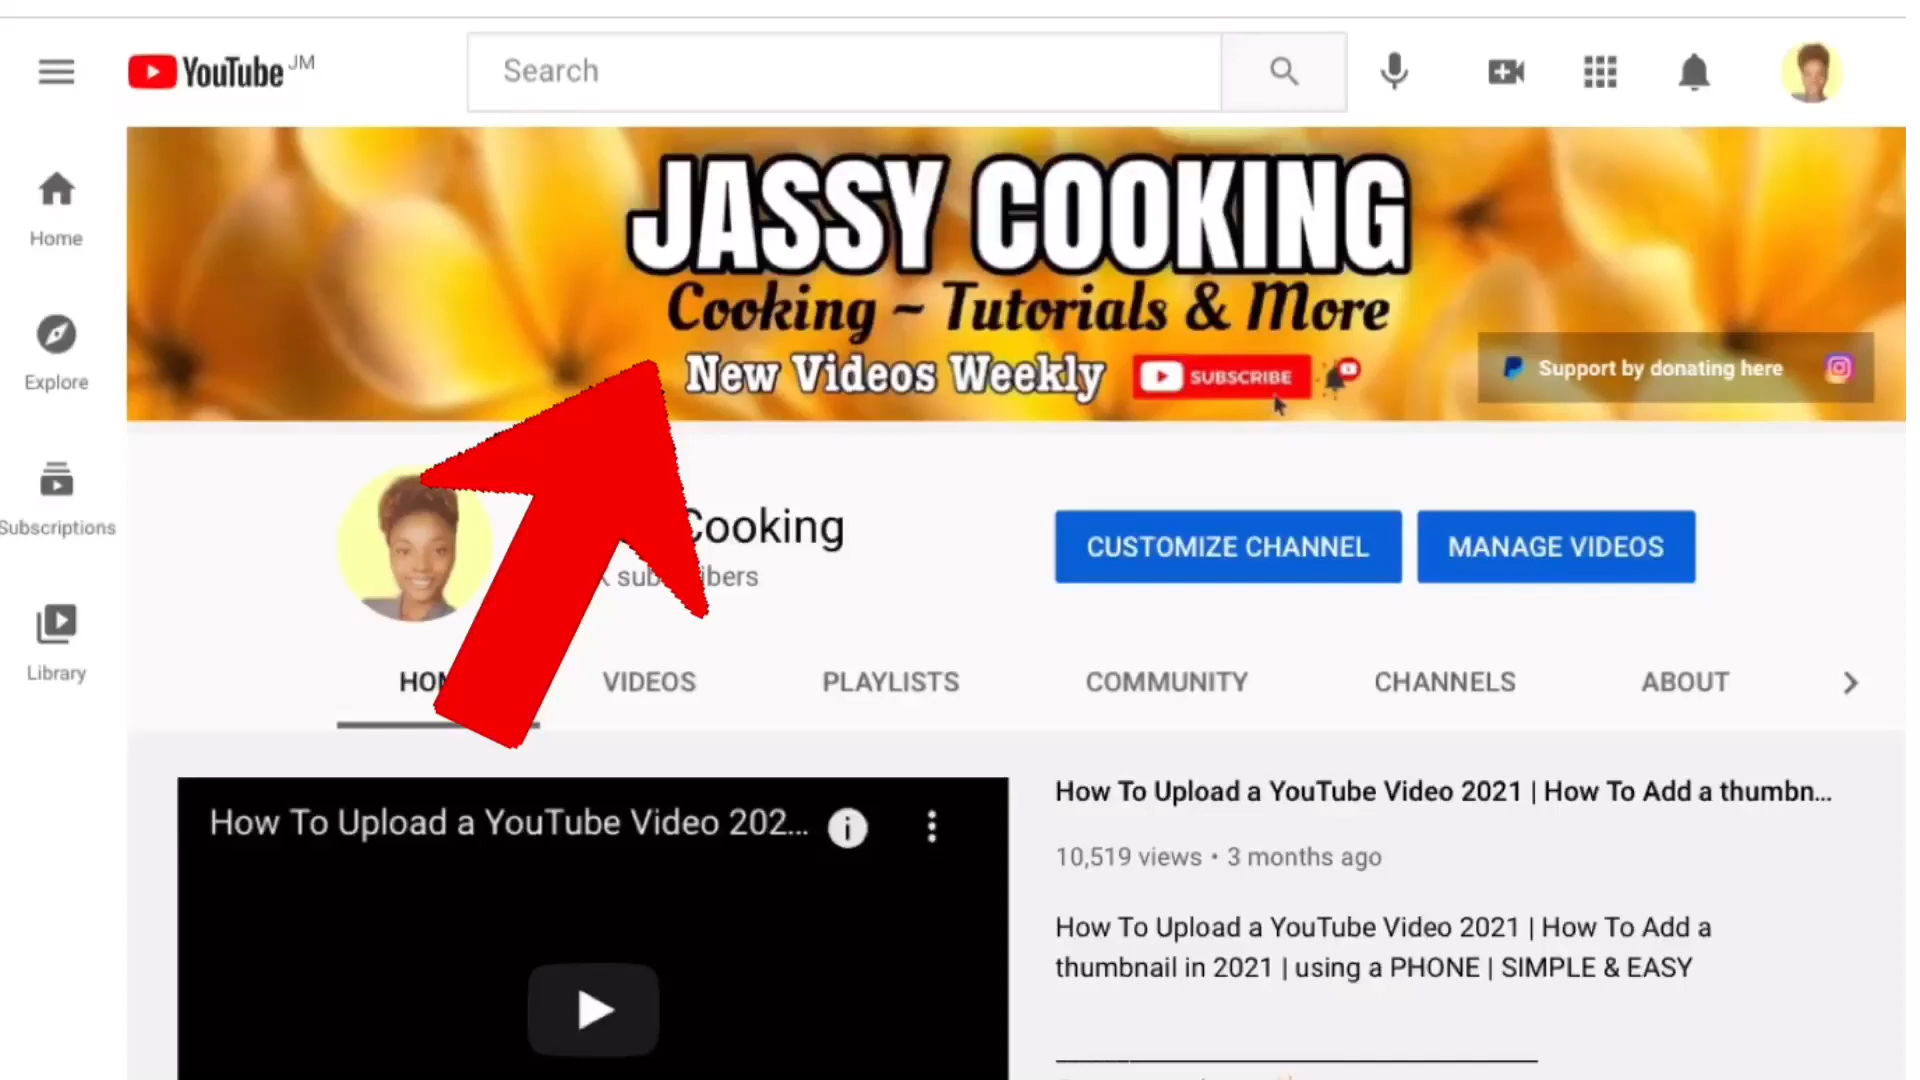 YouTube JM
Search
Home
Explore
Subscriptions
Library
JASSY COOKING
Cooking ~ Tutorials & More
New Videos Weekly
SUBSCRIBE
Support by donating here
Cooking
CUSTOMIZE CHANNEL
MANAGE VIDEOS
VIDEOS
PLAYLISTS
COMMUNITY
CHANNELS
ABOUT
How To Upload a YouTube Video 202...
How To Upload a YouTube Video 2021 | How To Add a thumbn...
10,519 views • 3 months ago
How To Upload a YouTube Video 2021 | How To Add a
thumbnail in 2021 | using a PHONE | SIMPLE & EASY